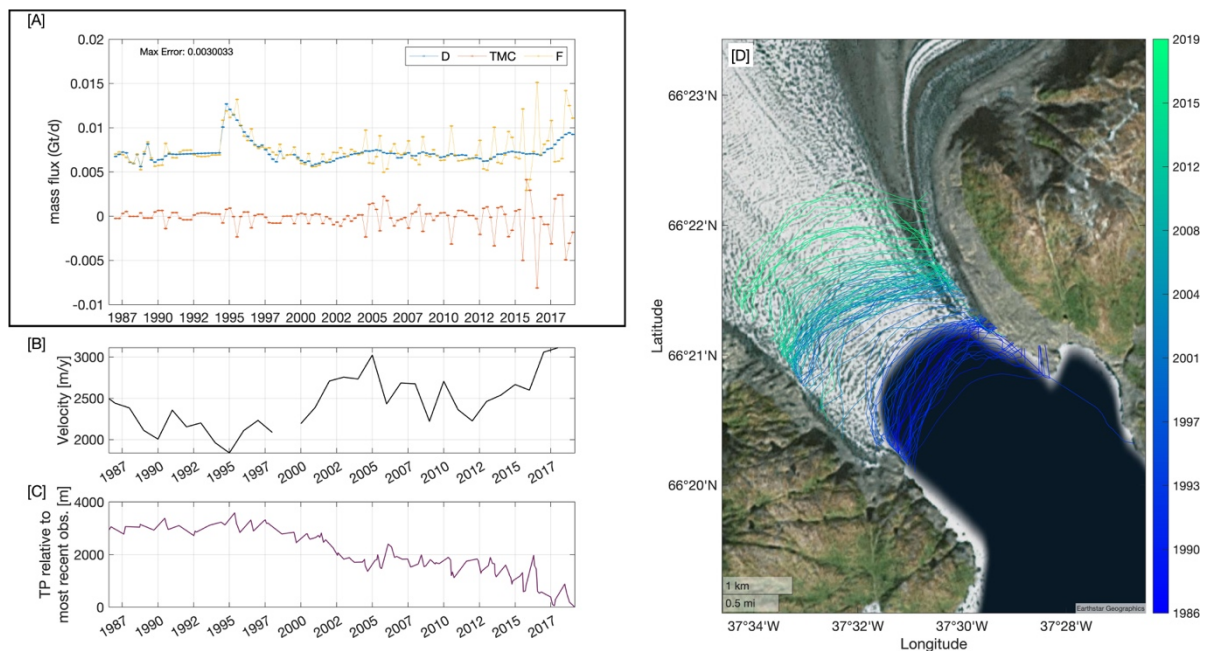 [A]
0.02
Max Error: 0.0030033
D TMC F
0.015
0.01
0.005
0
-0.005
-0.01
mass flux (Gt/d)
1987 1990 1992 1995 1997 2000 2002 2005 2007 2010 2012 2015 2017
[B]
3000
2500
2000
Velocity [m/y]
1987 1990 1992 1995 1997 2000 2002 2005 2007 2010 2012 2015 2017
[C]
4000
2000
0
TP relative to
most recent obs. [m]
1987 1990 1992 1995 1997 2000 2002 2005 2007 2010 2012 2015 2017
[D]
66°23'N
66°22'N
66°21'N
66°20'N
Latitude
1 km
0.5 mi
Earthstar Geographics
37°34'W 37°32'W 37°30'W 37°28'W
Longitude
2019
2015
2012
2008
2004
2001
1997
1993
1990
1986